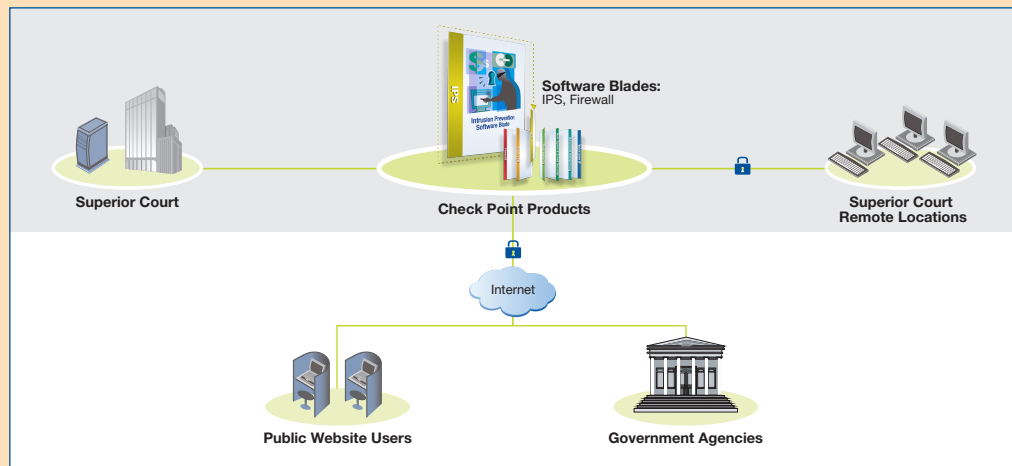 Software Blades:
IPS, Firewall
IPS
Intrusion Prevention
Software Blade
Superior Court
Check Point Products
Superior Court
Remote Locations
Internet
Public Website Users
Government Agencies